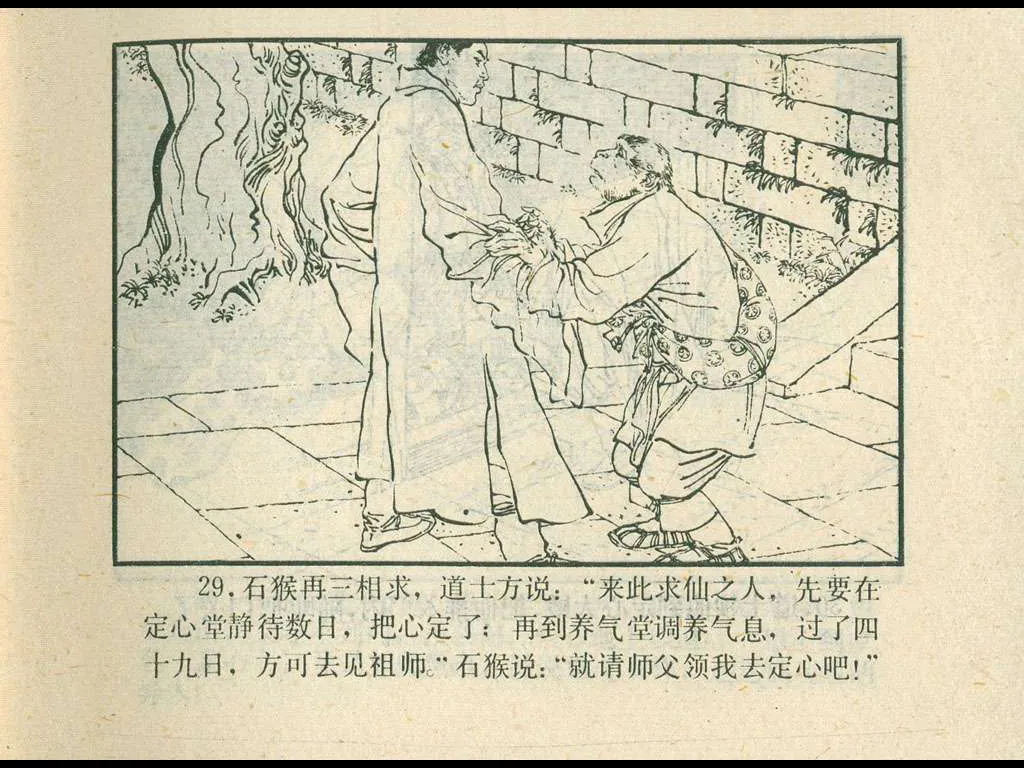 29.石猴再三相求，道士方说：“来此求仙之人，先要在
定心堂静待数日，把心定了；再到养气堂调养气息，过了四
十九日，方可去见祖师。”石猴说：“就请师父领我去定心吧！”